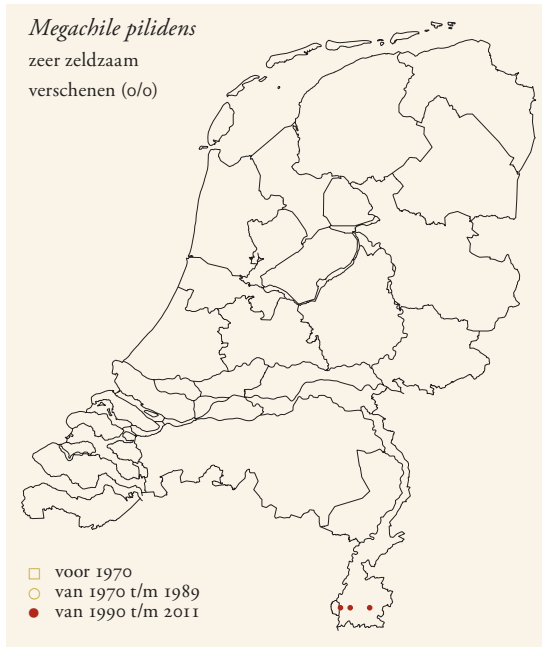 Megachile pilidens
zeer zeldzaam
verschenen (0/0)
voor 1970
van 1970 t/m 1989
van 1990 t/m 2011